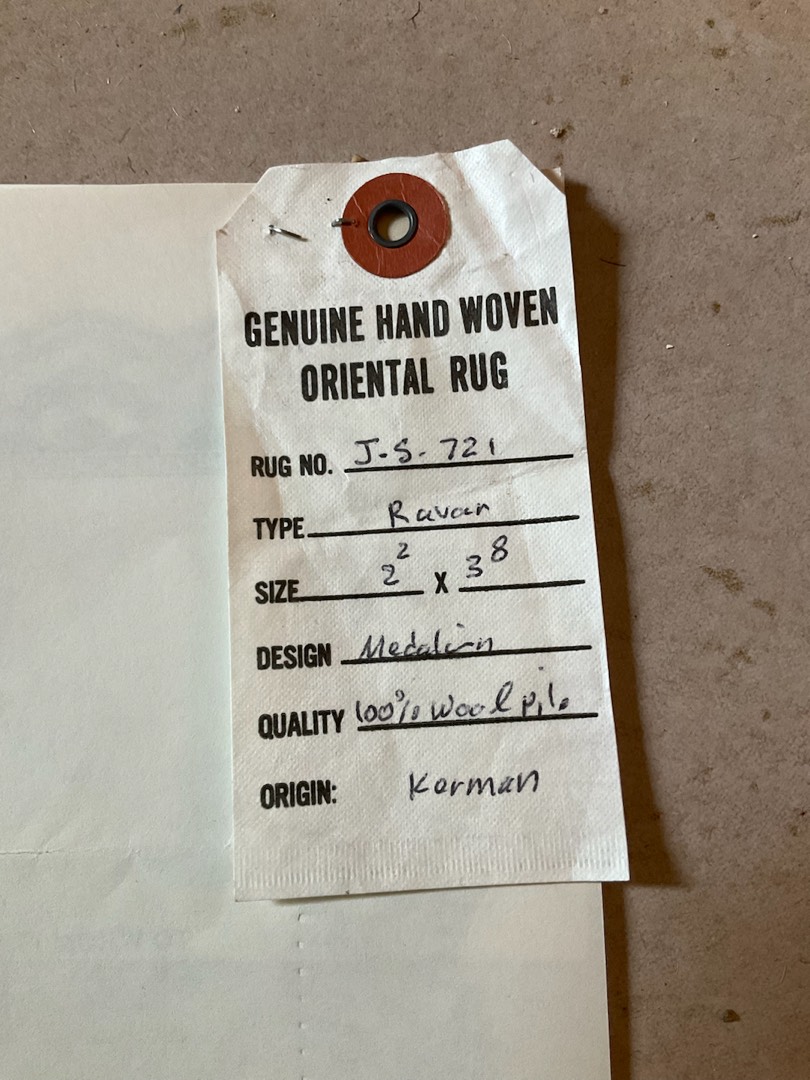 GENUINE HAND WOVEN
ORIENTAL RUG
RUG NO. J-S-721
TYPE Ravar
SIZE 2² X 3⁸
DESIGN Medalion
QUALITY 100% Wool pile
ORIGIN: Kerman